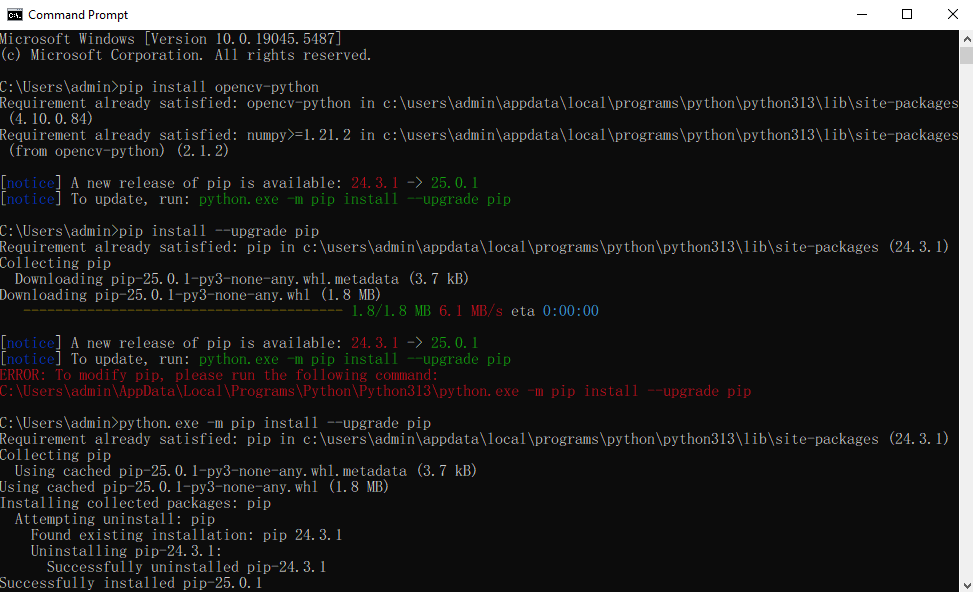 Command Prompt
Microsoft Windows [Version 10.0.19045.5487]
(c) Microsoft Corporation. All rights reserved.
C:\Users\admin>pip install opencv-python
Requirement already satisfied: opencv-python in c:\users\admin\appdata\local\programs\python\python313\lib\site-packages
 (4.10.0.84)
Requirement already satisfied: numpy>=1.21.2 in c:\users\admin\appdata\local\programs\python\python313\lib\site-packages
 (from opencv-python) (2.1.2)
[notice] A new release of pip is available: 24.3.1 -> 25.0.1
[notice] To update, run: python.exe -m pip install --upgrade pip
C:\Users\admin>pip install --upgrade pip
Requirement already satisfied: pip in c:\users\admin\appdata\local\programs\python\python313\lib\site-packages (24.3.1)
Collecting pip
  Downloading pip-25.0.1-py3-none-any.whl.metadata (3.7 kB)
Downloading pip-25.0.1-py3-none-any.whl (1.8 MB)
   ---------------------------------------- 1.8/1.8 MB 6.1 MB/s eta 0:00:00
[notice] A new release of pip is available: 24.3.1 -> 25.0.1
[notice] To update, run: python.exe -m pip install --upgrade pip
ERROR: To modify pip, please run the following command:
C:\Users\admin\AppData\Local\Programs\Python\Python313\python.exe -m pip install --upgrade pip
C:\Users\admin>python.exe -m pip install --upgrade pip
Requirement already satisfied: pip in c:\users\admin\appdata\local\programs\python\python313\lib\site-packages (24.3.1)
Collecting pip
  Using cached pip-25.0.1-py3-none-any.whl.metadata (3.7 kB)
Using cached pip-25.0.1-py3-none-any.whl (1.8 MB)
Installing collected packages: pip
  Attempting uninstall: pip
    Found existing installation: pip 24.3.1
    Uninstalling pip-24.3.1:
      Successfully uninstalled pip-24.3.1
Successfully installed pip-25.0.1